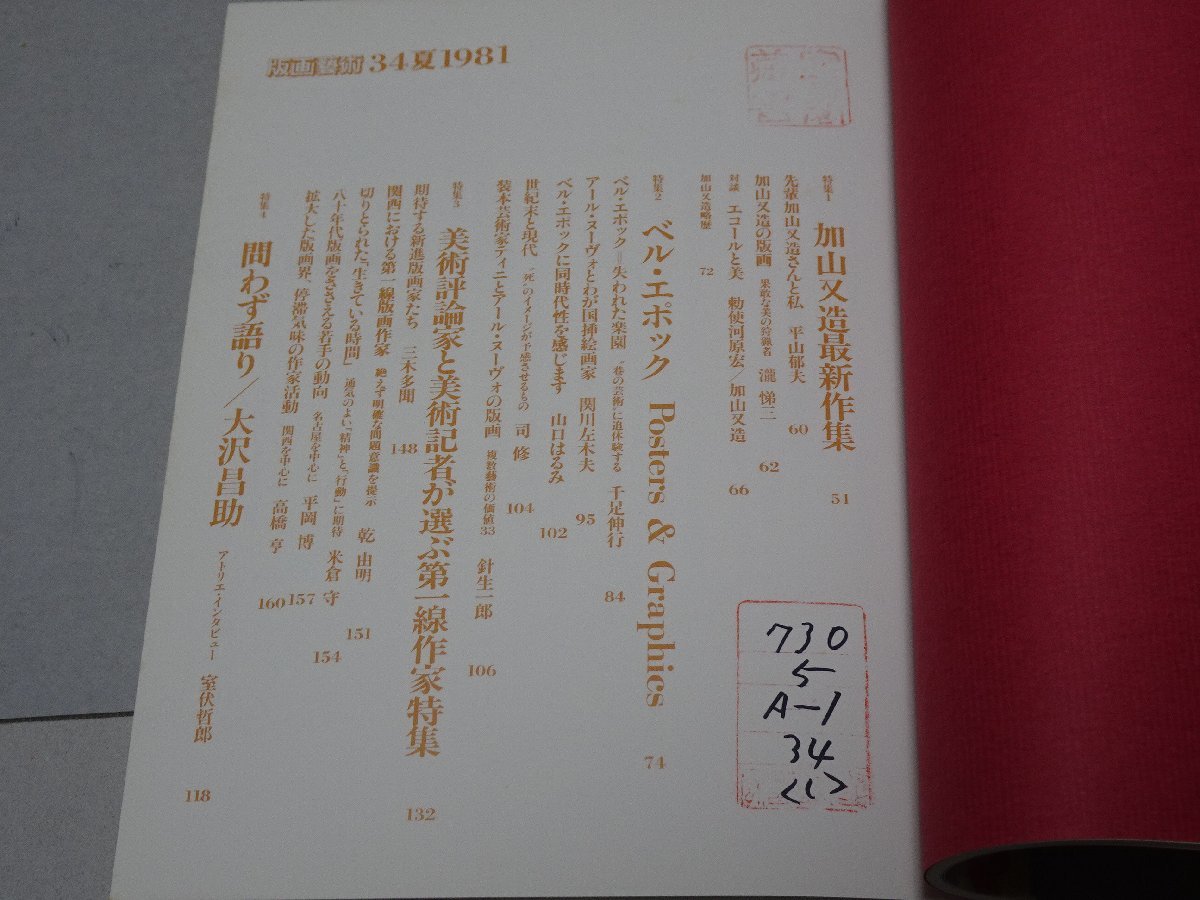 版画藝術 34 夏 1981
特集・1 加山又造最新作集 51
先輩加山又造さんと私 平山郁夫 60
加山又造の版画 果敢な美の狩猟者 瀧 悌三 62
対談 エコールと美 勅使河原宏／加山又造 66
加山又造略歴 72
特集・2 ベル・エポック Posters & Graphics 74
ベル・エポック＝失われた楽園 “巷の芸術”に追体験する 千足伸行 84
アール・ヌーヴォとわが国挿絵画家 関川左木夫 95
ベル・エポックに同時代性を感じます 山口はるみ 102
世紀末と現代 “死”のイメージが予感させるもの 司 修 104
装本芸術家ティニとアール・ヌーヴォの版画 複数藝術の価値33 針生一郎 106
特集・3 美術評論家と美術記者が選ぶ第一線作家特集 132
期待する新進版画家たち 三木多聞 148
関西における第一線版画作家 絶えず明確な問題意識を提示 乾 由明 151
切りとられた「生きている時間」 通気のよい「精神」と「行動」に期待 米倉 守 154
八十年代版画をささえる若手の動向 名古屋を中心に 平岡 博 157
拡大した版画界、停滞気味の作家活動 関西を中心に 高橋 亨 160
特集・4 問わず語り／大沢昌助 アトリエ・インタビュー 室伏哲郎 118
730
5
A-1
34
<1>